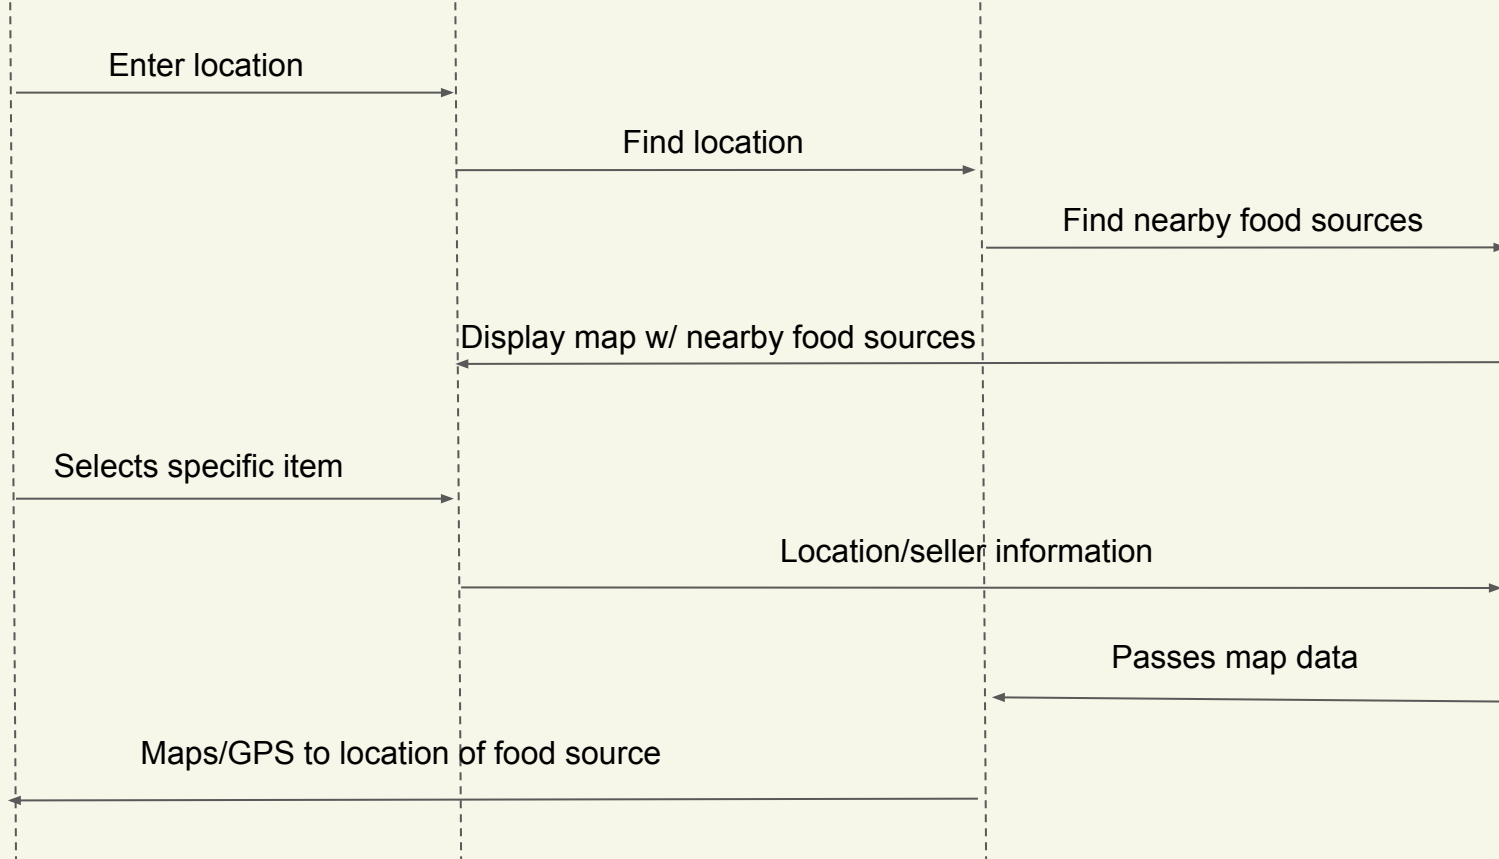 Enter location
Find location
Find nearby food sources
Display map w/ nearby food sources
Selects specific item
Location/seller information
Passes map data
Maps/GPS to location of food source